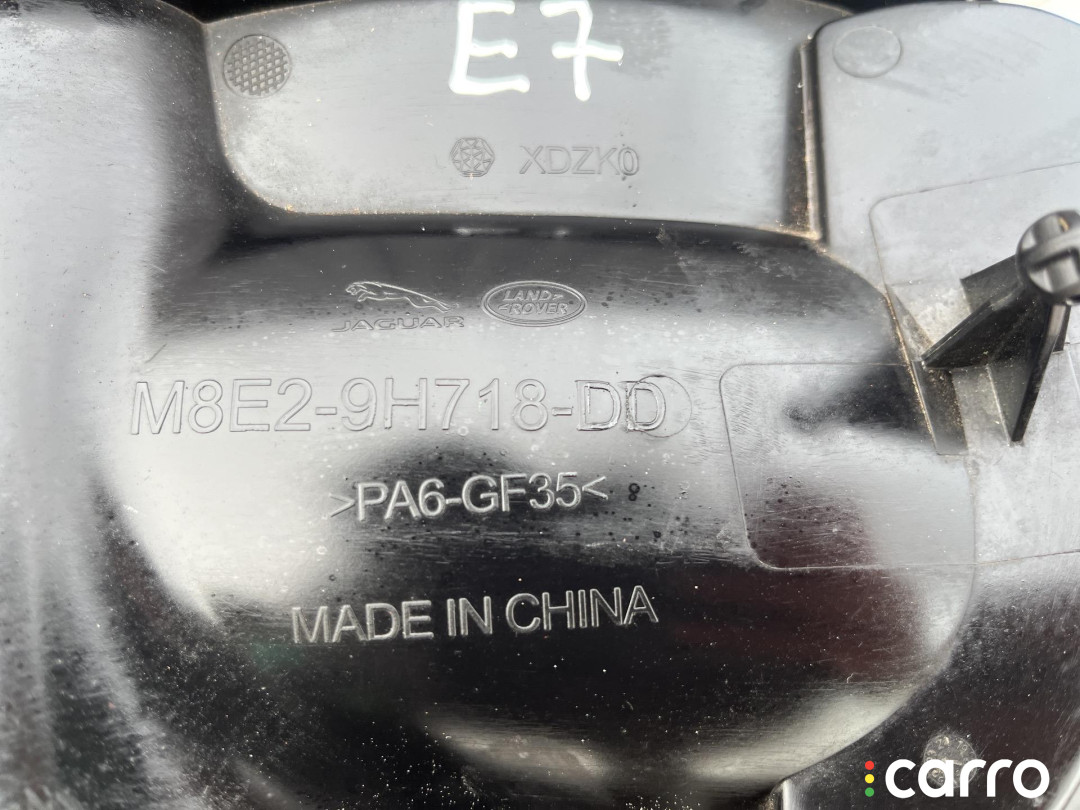 E7
XDZK0
JAGUAR
LAND-
ROVER
M8E2-9H718-DD
>PA6-GF35<
MADE IN CHINA
carro